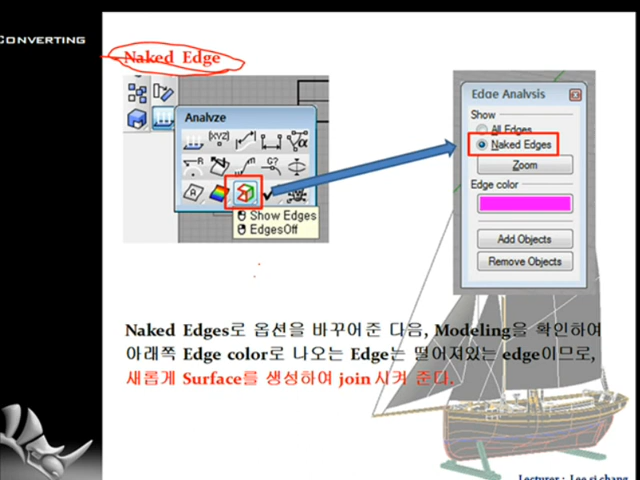 CONVERTING
Naked Edge
Analyze
Show Edges
EdgesOff
Edge Analysis
Show
All Edges
Naked Edges
Zoom
Edge color
Add Objects
Remove Objects
Naked Edges로 옵션을 바꾸어준 다음, Modeling을 확인하여
아래쪽 Edge color로 나오는 Edge는 떨어져있는 edge이므로,
새롭게 Surface를 생성하여 join시켜 준다.
Lecturer : Lee si chang